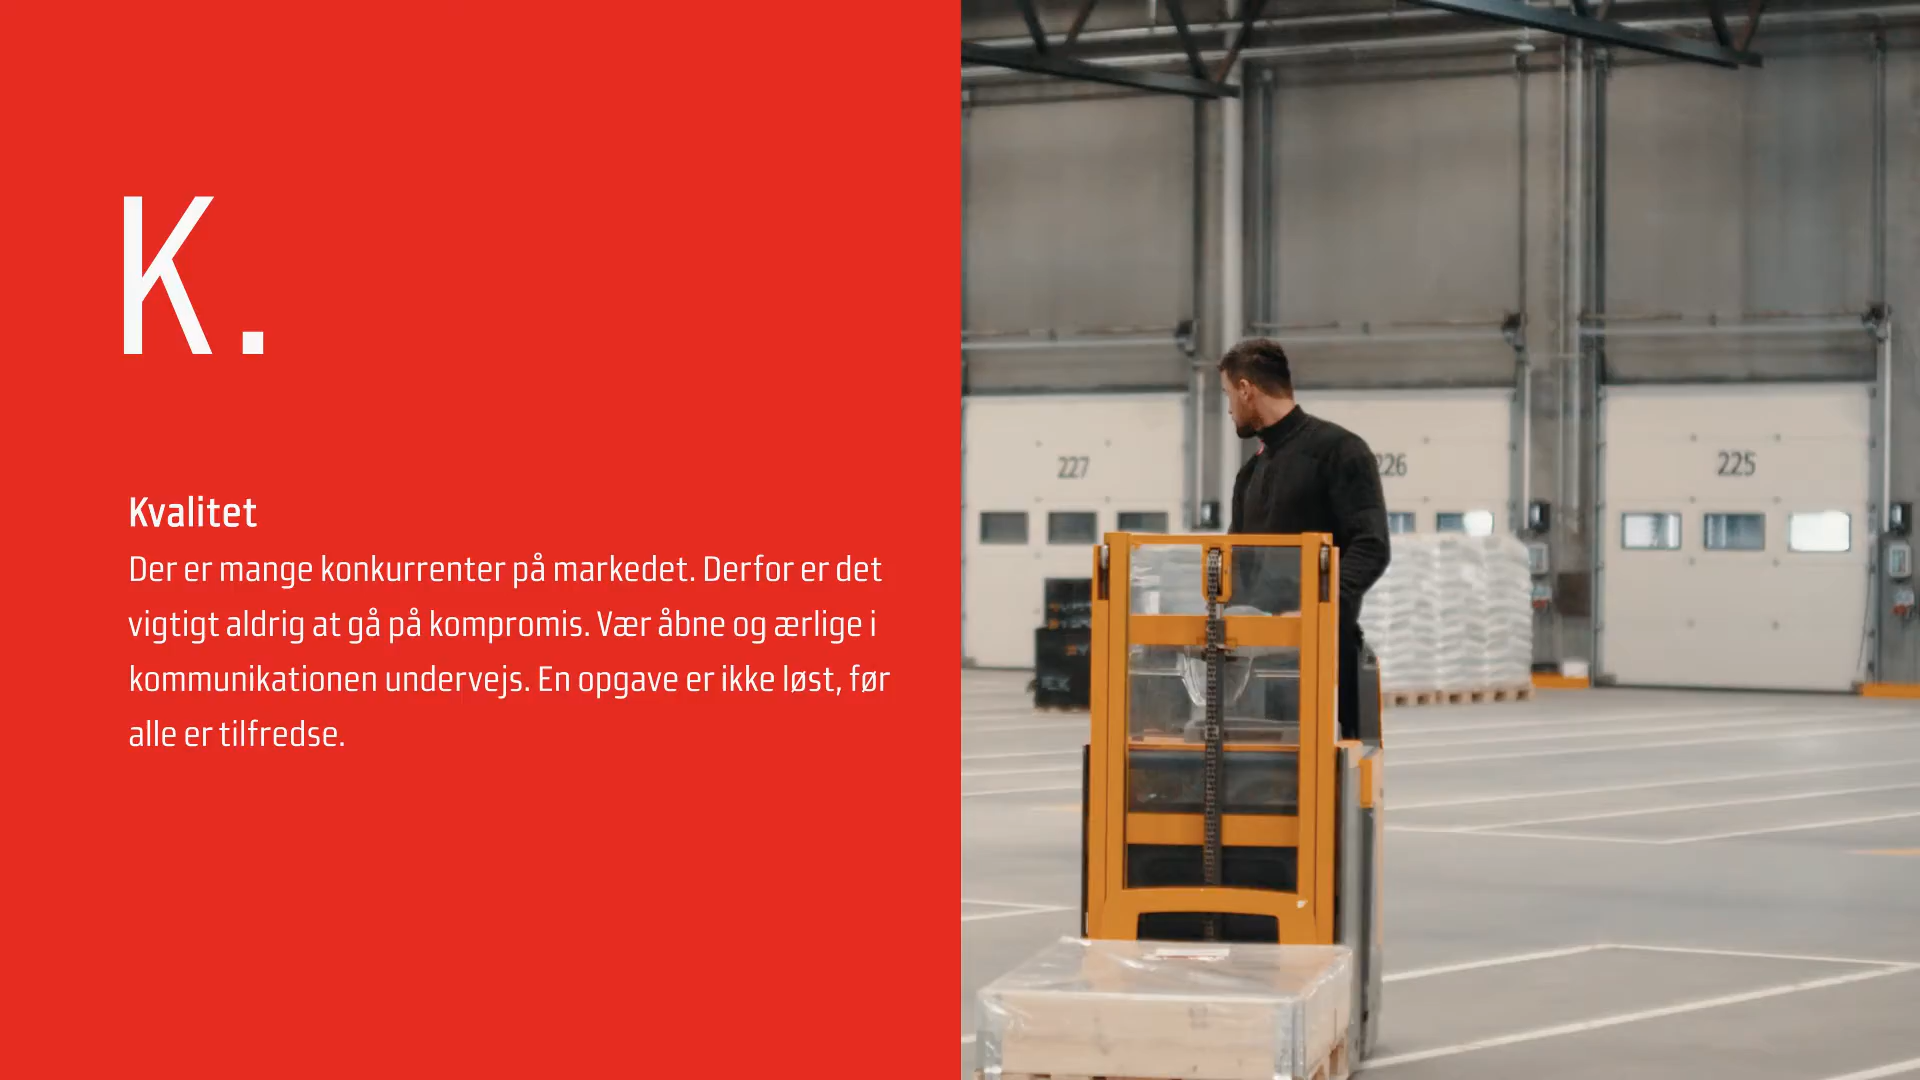 K.
Kvalitet
Der er mange konkurrenter på markedet. Derfor er det
vigtigt aldrig at gå på kompromis. Vær åbne og ærlige i
kommunikationen undervejs. En opgave er ikke løst, før
alle er tilfredse.
227
226
225